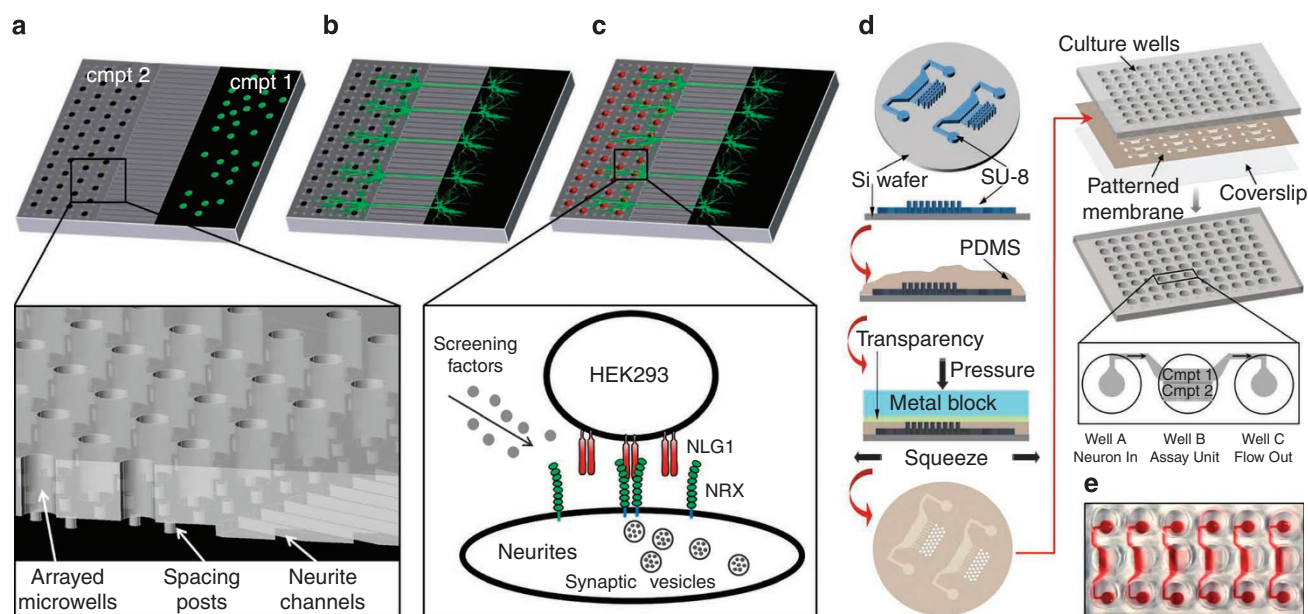 a
b
c
d
cmpt 2
cmpt 1
Screening
factors
HEK293
NLG1
NRX
Neurites
Synaptic vesicles
Arrayed
microwells
Spacing
posts
Neurite
channels
Si wafer
SU-8
PDMS
Transparency
Pressure
Metal block
Squeeze
Culture wells
Patterned
membrane
Coverslip
Cmpt 1
Cmpt 2
Well A
Neuron In
Well B
Assay Unit
Well C
Flow Out
e